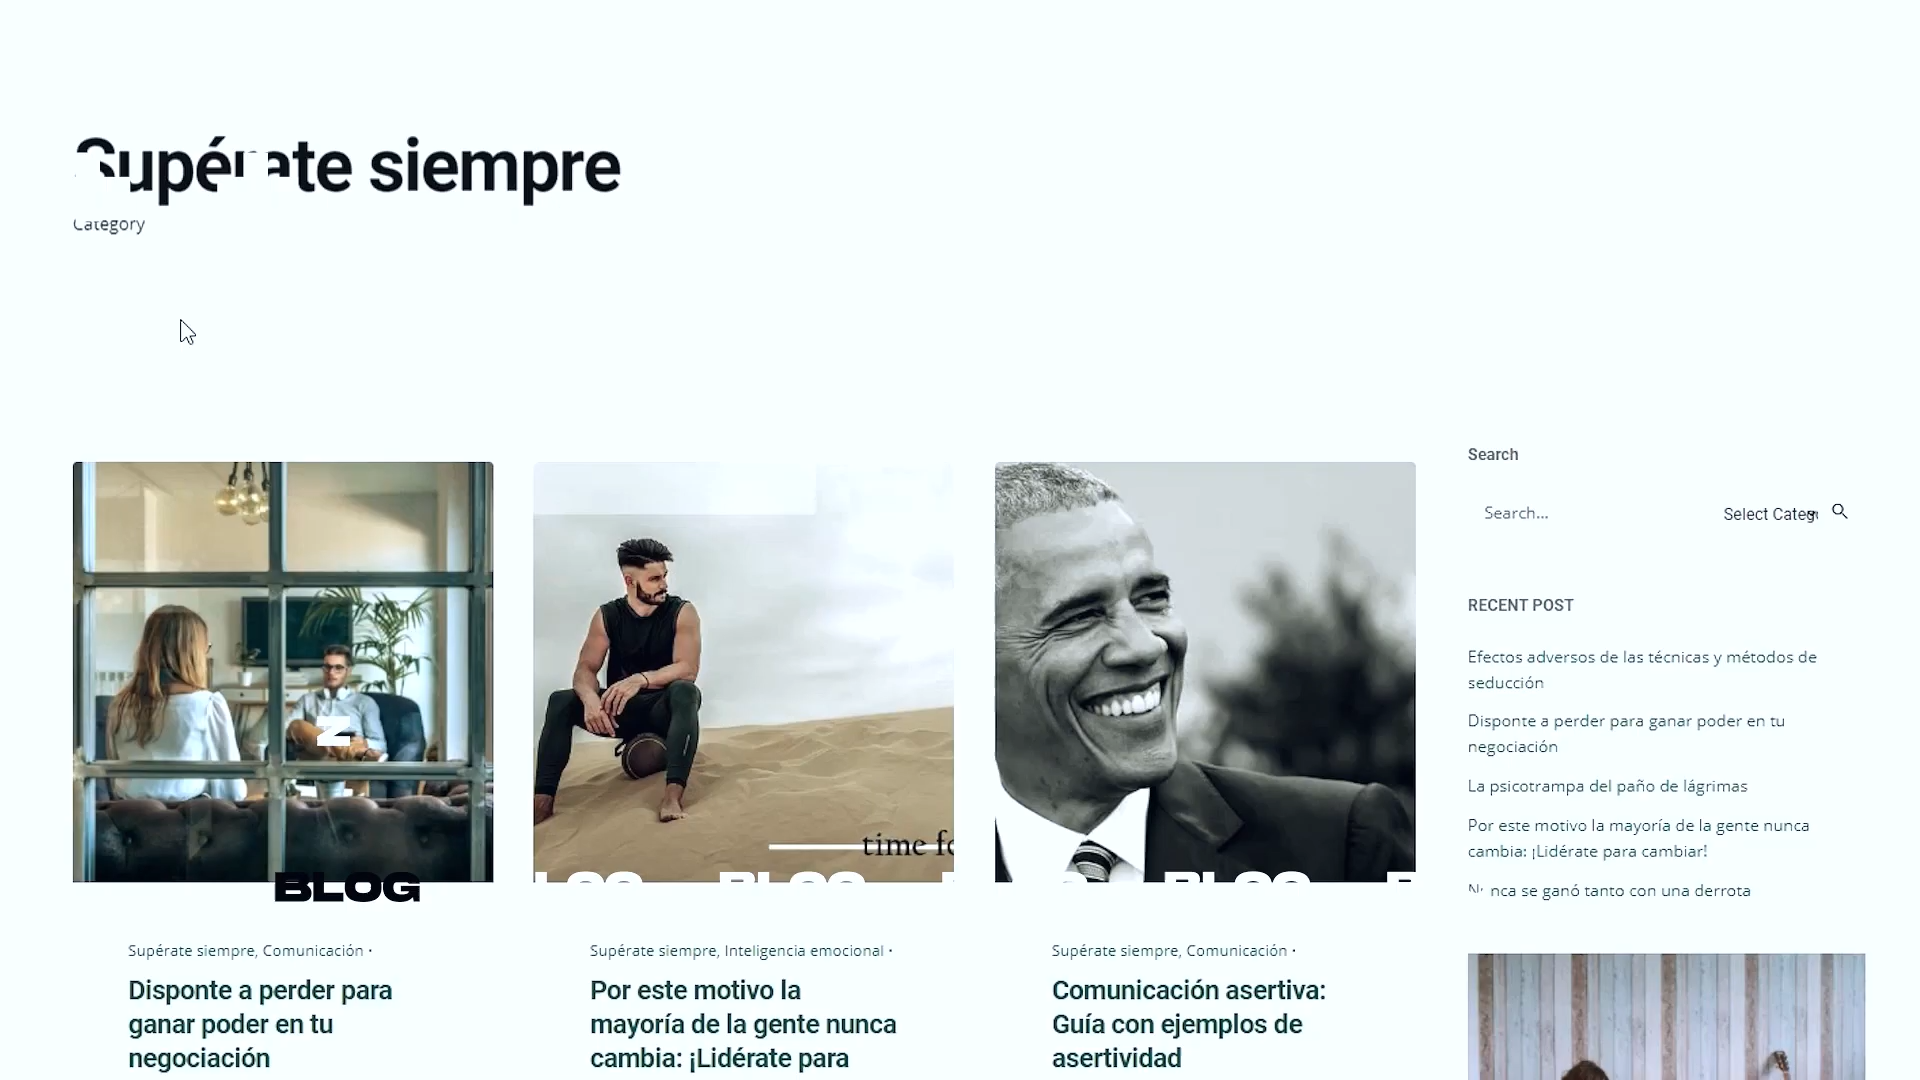 Supérate siempre
Category
Search
Search...
Select Categ
RECENT POST
Efectos adversos de las técnicas y métodos de
seducción
Disponte a perder para ganar poder en tu
negociación
La psicotrampa del paño de lágrimas
Por este motivo la mayoría de la gente nunca
cambia: ¡Lidérate para cambiar!
Nunca se ganó tanto con una derrota
Z
time fo
BLOG
LOG BLOG
BLOG
Supérate siempre, Comunicación •
Disponte a perder para
ganar poder en tu
negociación
Supérate siempre, Inteligencia emocional •
Por este motivo la
mayoría de la gente nunca
cambia: ¡Lidérate para
Supérate siempre, Comunicación •
Comunicación asertiva:
Guía con ejemplos de
asertividad